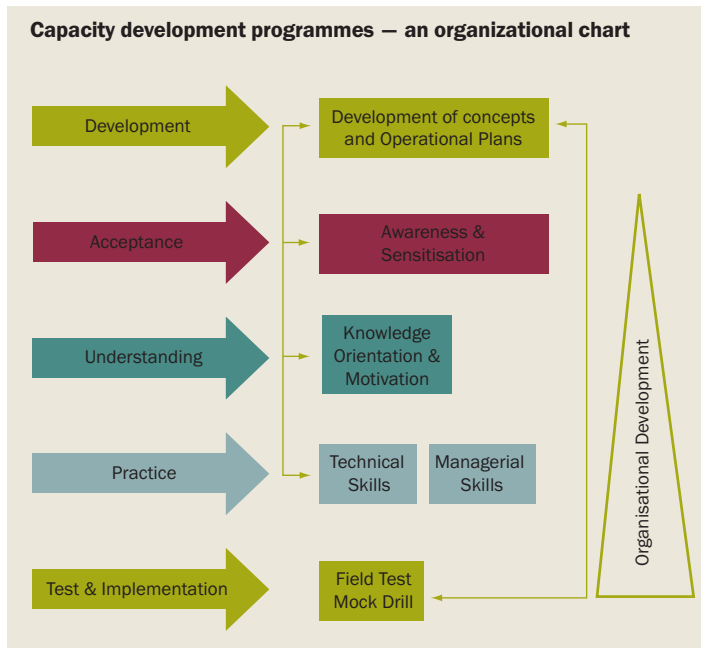 Capacity development programmes — an organizational chart
Development
Development of concepts
and Operational Plans
Acceptance
Awareness &
Sensitisation
Understanding
Knowledge
Orientation &
Motivation
Practice
Technical
Skills
Managerial
Skills
Test & Implementation
Field Test
Mock Drill
Organisational Development